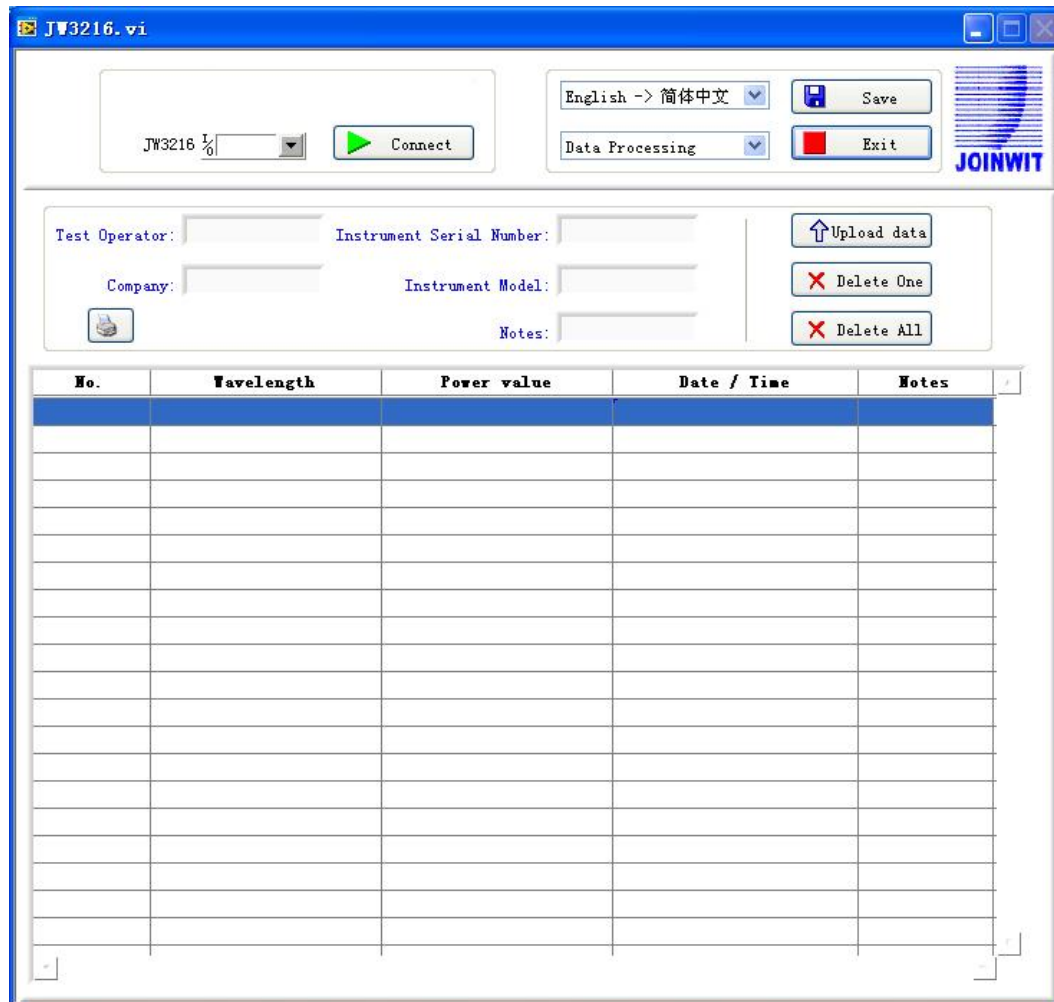 JW3216.vi
English -> 简体中文
Save
JW3216 I/O
Connect
Data Processing
Exit
JOINWIT
Test Operator:
Instrument Serial Number:
Upload data
Company:
Instrument Model:
Delete One
Notes:
Delete All
No. Wavelength Power value Date / Time Notes